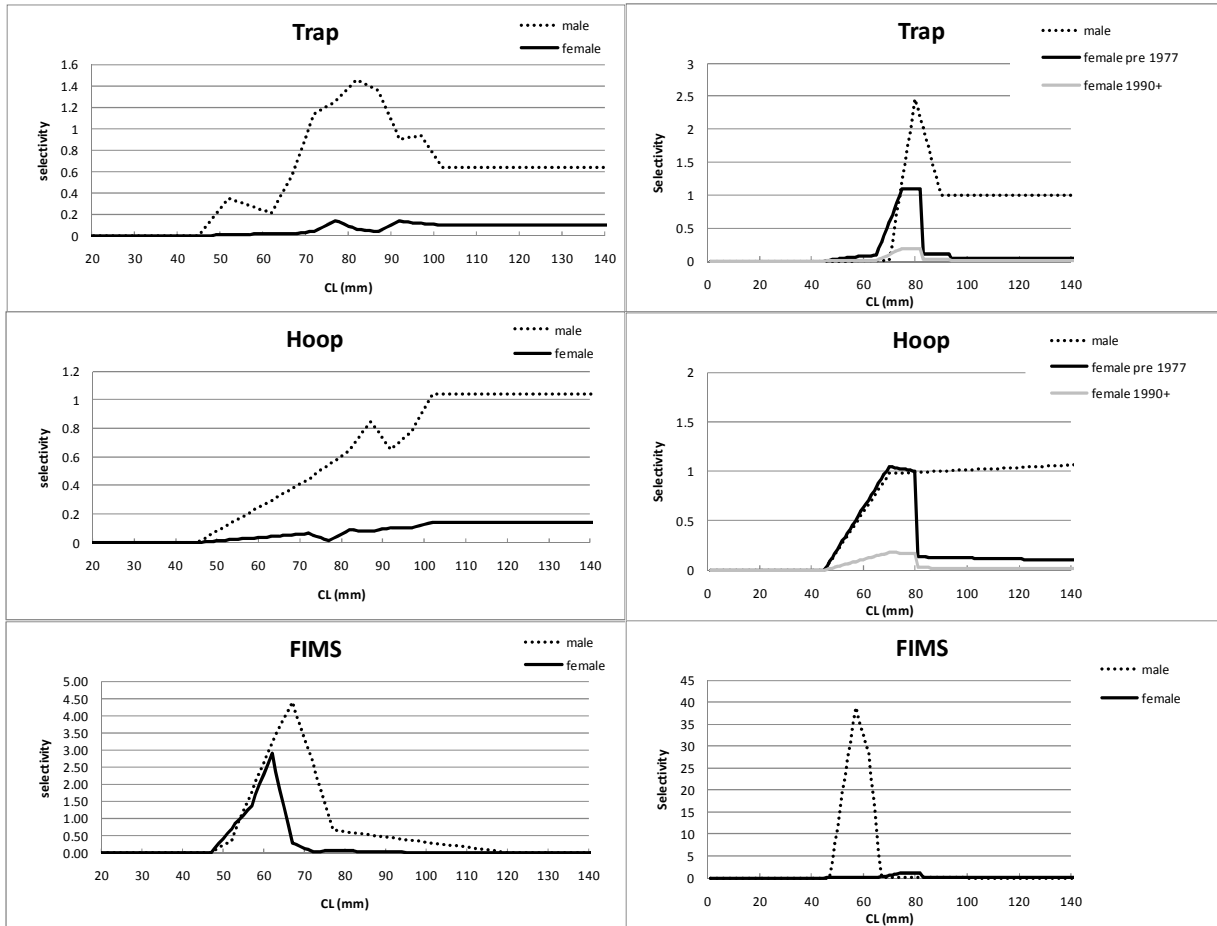 Trap
male
female
1.6
1.4
1.2
1
0.8
0.6
0.4
0.2
0
selectivity
20 30 40 50 60 70 80 90 100 110 120 130 140
CL (mm)
Trap
male
female pre 1977
female 1990+
3
2.5
2
1.5
1
0.5
0
Selectivity
0 20 40 60 80 100 120 140
CL (mm)
Hoop
male
female
1.2
1
0.8
0.6
0.4
0.2
0
selectivity
20 30 40 50 60 70 80 90 100 110 120 130 140
CL (mm)
Hoop
male
female pre 1977
female 1990+
2
1.5
1
0.5
0
Selectivity
0 20 40 60 80 100 120 140
CL (mm)
FIMS
male
female
5.00
4.50
4.00
3.50
3.00
2.50
2.00
1.50
1.00
0.50
0.00
selectivity
20 30 40 50 60 70 80 90 100 110 120 130 140
CL (mm)
FIMS
male
female
45
40
35
30
25
20
15
10
5
0
Selectivity
0 20 40 60 80 100 120 140
CL (mm)